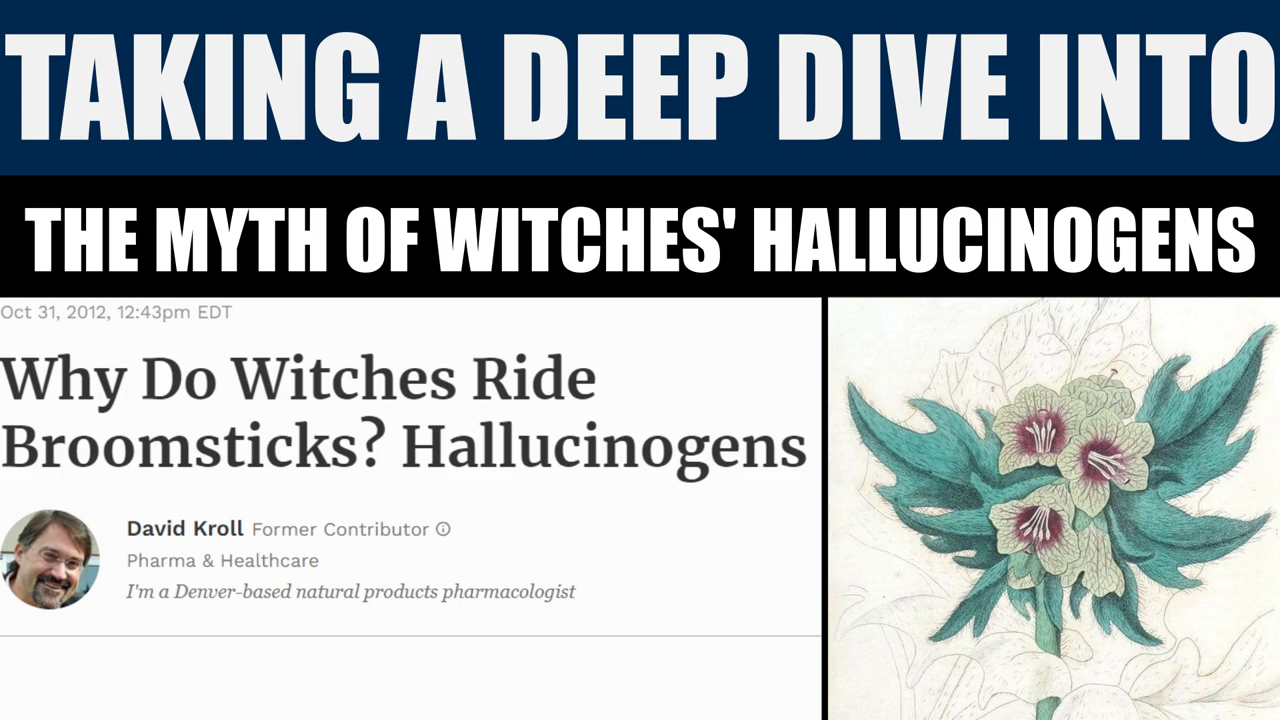 TAKING A DEEP DIVE INTO
THE MYTH OF WITCHES' HALLUCINOGENS
Oct 31, 2012, 12:43pm EDT
Why Do Witches Ride
Broomsticks? Hallucinogens
David Kroll Former Contributor
Pharma & Healthcare
I'm a Denver-based natural products pharmacologist